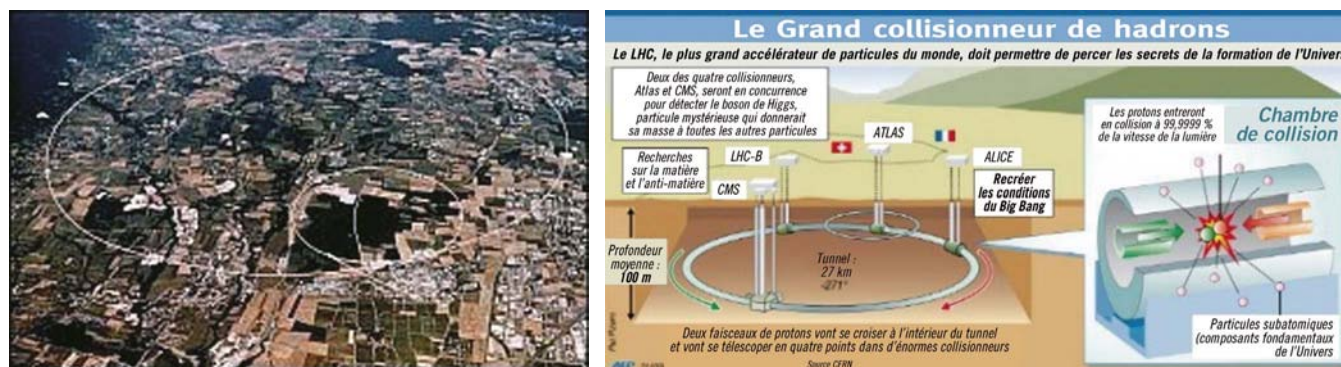 Le Grand collisionneur de hadrons
Le LHC, le plus grand accélérateur de particules du monde, doit permettre de percer les secrets de la formation de l'Univer
Deux des quatre collisionneurs,
Atlas et CMS, seront en concurrence
pour détecter le boson de Higgs,
particule mystérieuse qui donnerait
sa masse à toutes les autres particules
Les protons entreront
en collision à 99,9999 %
de la vitesse de la lumière
Chambre
de collision
ATLAS
LHC-B
ALICE
Recherches
sur la matière
et l'anti-matière
CMS
Recréer
les conditions
du Big Bang
Profondeur
moyenne :
100 m
Tunnel :
27 km
-271°
Deux faisceaux de protons vont se croiser à l'intérieur du tunnel
et vont se télescoper en quatre points dans d'énormes collisionneurs
Particules subatomiques
(composants fondamentaux
de l'Univers
Source CERN